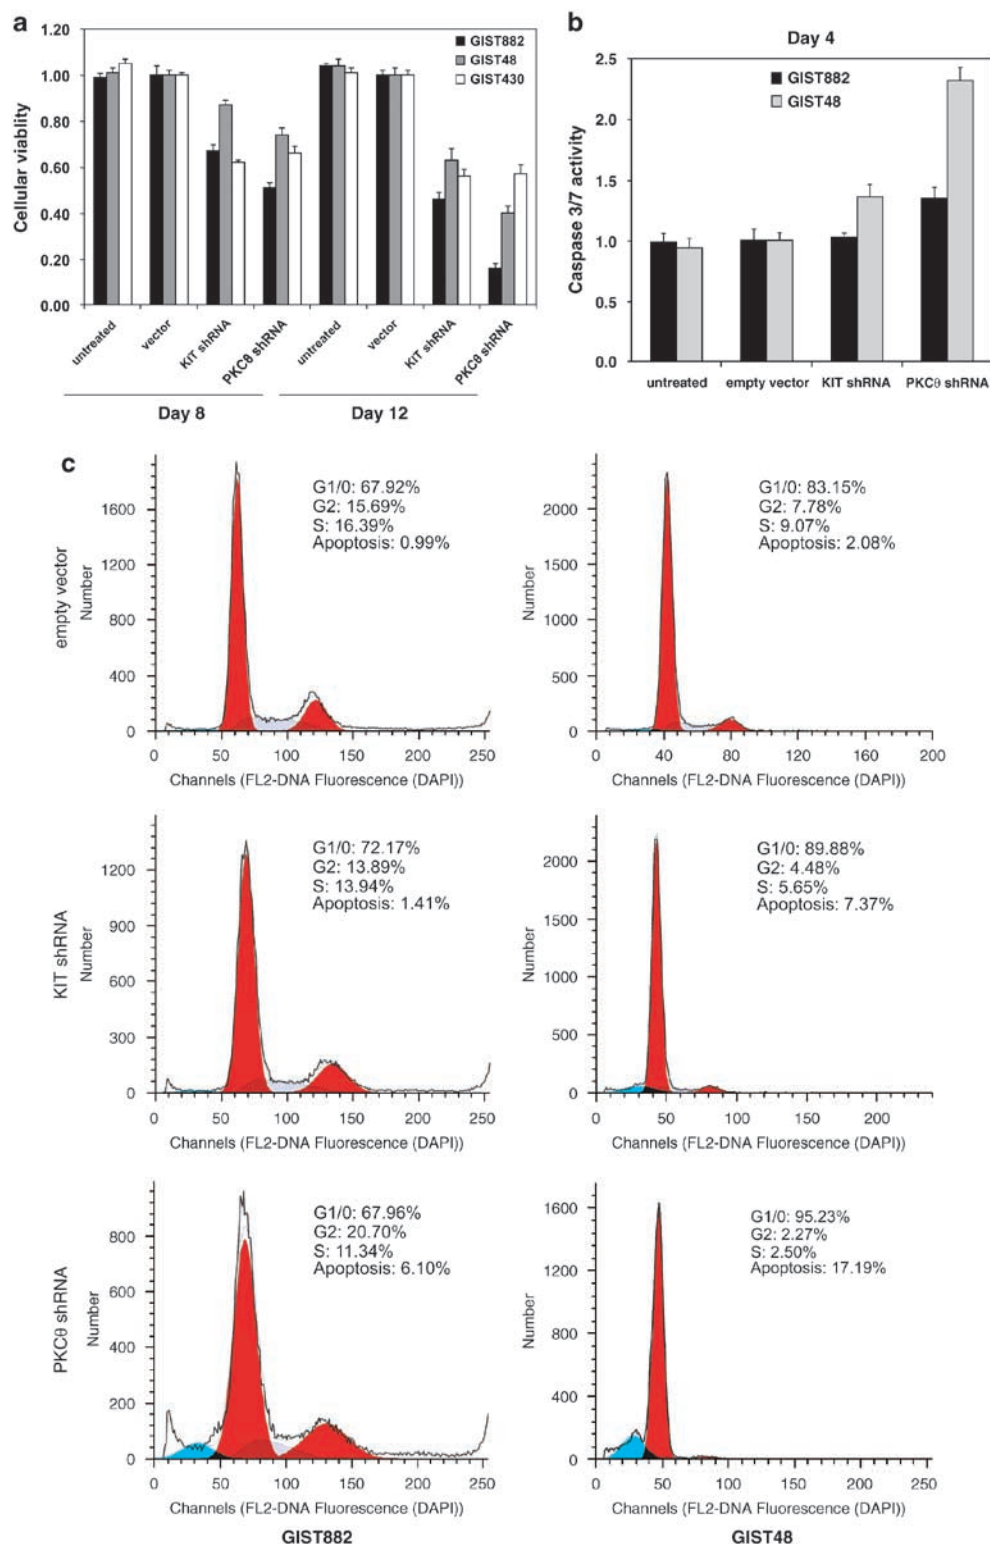 a
1.20
1.00
0.80
0.60
0.40
0.20
0.00
Cellular viablity
GIST882
GIST48
GIST430
untreated
vector
KIT shRNA
PKCθ shRNA
untreated
vector
KIT shRNA
PKCθ shRNA
Day 8
Day 12
b
Day 4
2.5
2.0
1.5
1.0
0.5
0.0
Caspase 3/7 activity
GIST882
GIST48
untreated
empty vector
KIT shRNA
PKCθ shRNA
c
empty vector
Number
1600
1200
800
400
0
G1/0: 67.92%
G2: 15.69%
S: 16.39%
Apoptosis: 0.99%
0 50 100 150 200 250
Channels (FL2-DNA Fluorescence (DAPI))
Number
2000
1500
1000
500
0
G1/0: 83.15%
G2: 7.78%
S: 9.07%
Apoptosis: 2.08%
0 40 80 120 160 200
Channels (FL2-DNA Fluorescence (DAPI))
KIT shRNA
Number
1200
900
600
300
0
G1/0: 72.17%
G2: 13.89%
S: 13.94%
Apoptosis: 1.41%
0 50 100 150 200 250
Channels (FL2-DNA Fluorescence (DAPI))
Number
2000
1500
1000
500
0
G1/0: 89.88%
G2: 4.48%
S: 5.65%
Apoptosis: 7.37%
0 50 100 200
Channels (FL2-DNA Fluorescence (DAPI))
PKCθ shRNA
Number
800
600
400
200
0
G1/0: 67.96%
G2: 20.70%
S: 11.34%
Apoptosis: 6.10%
0 50 100 150 200 250
Channels (FL2-DNA Fluorescence (DAPI))
GIST882
Number
1600
1200
800
400
0
G1/0: 95.23%
G2: 2.27%
S: 2.50%
Apoptosis: 17.19%
0 50 100 150 200 250
Channels (FL2-DNA Fluorescence (DAPI))
GIST48